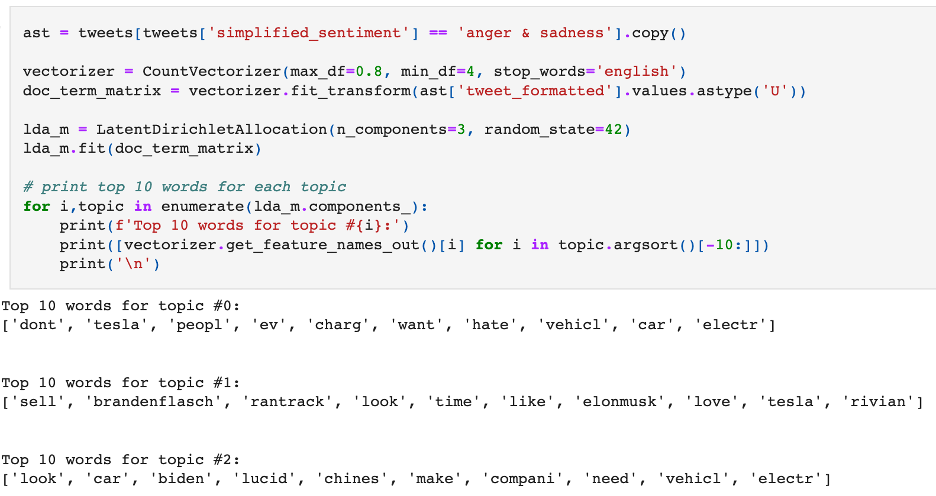 ast = tweets[tweets['simplified_sentiment'] == 'anger & sadness'].copy()
vectorizer = CountVectorizer(max_df=0.8, min_df=4, stop_words='english')
doc_term_matrix = vectorizer.fit_transform(ast['tweet_formatted'].values.astype('U'))
lda_m = LatentDirichletAllocation(n_components=3, random_state=42)
lda_m.fit(doc_term_matrix)
# print top 10 words for each topic
for i,topic in enumerate(lda_m.components_):
    print(f'Top 10 words for topic #{i}:')
    print([vectorizer.get_feature_names_out()[i] for i in topic.argsort()[-10:]])
    print('\n')
Top 10 words for topic #0:
['dont', 'tesla', 'peopl', 'ev', 'charg', 'want', 'hate', 'vehicl', 'car', 'electr']
Top 10 words for topic #1:
['sell', 'brandenflasch', 'rantrack', 'look', 'time', 'like', 'elonmusk', 'love', 'tesla', 'rivian']
Top 10 words for topic #2:
['look', 'car', 'biden', 'lucid', 'chines', 'make', 'compani', 'need', 'vehicl', 'electr']